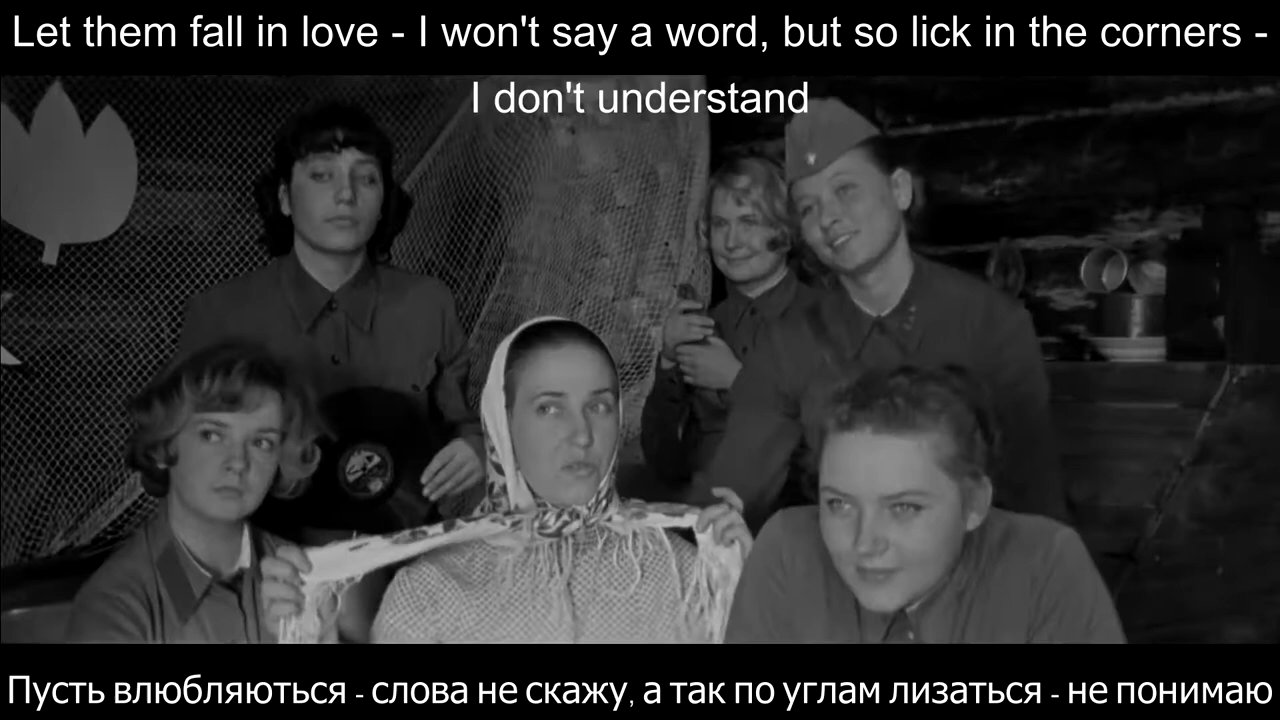 Let them fall in love - I won't say a word, but so lick in the corners -
I don't understand
Пусть влюбляються - слова не скажу, а так по углам лизаться - не понимаю